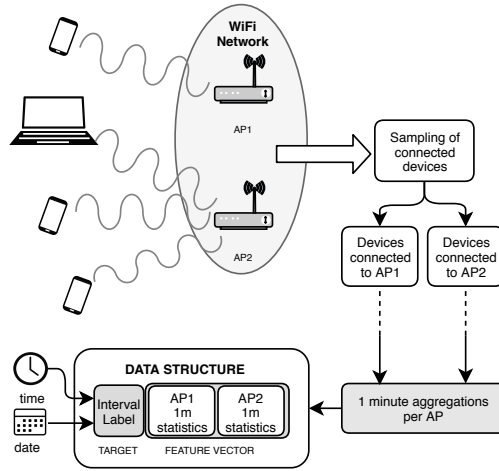 WiFi
Network
AP1
AP2
Sampling of
connected
devices
Devices
connected
to AP1
Devices
connected
to AP2
1 minute aggregations
per AP
DATA STRUCTURE
time
date
Interval
Label
AP1
1m
statistics
AP2
1m
statistics
TARGET
FEATURE VECTOR